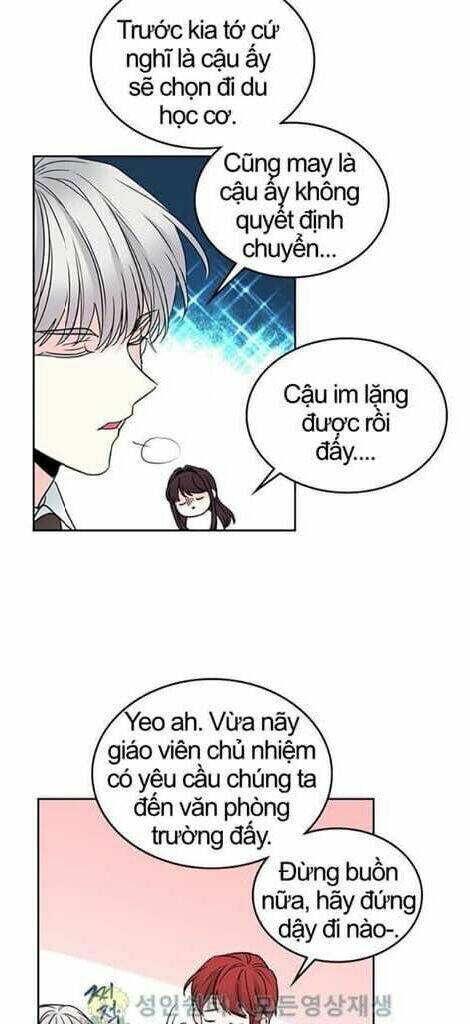 Trước kia tớ cứ
nghĩ là cậu ấy
sẽ chọn đi du
học cơ.
Cũng may là
cậu ấy không
quyết định
chuyển...
Cậu im lặng
được rồi
đấy....
Yeo ah. Vừa nãy
giáo viên chủ nhiệm
có yêu cầu chúng ta
đến văn phòng
trường đấy.
Đừng buồn
nữa, hãy đứng
dậy đi nào-.